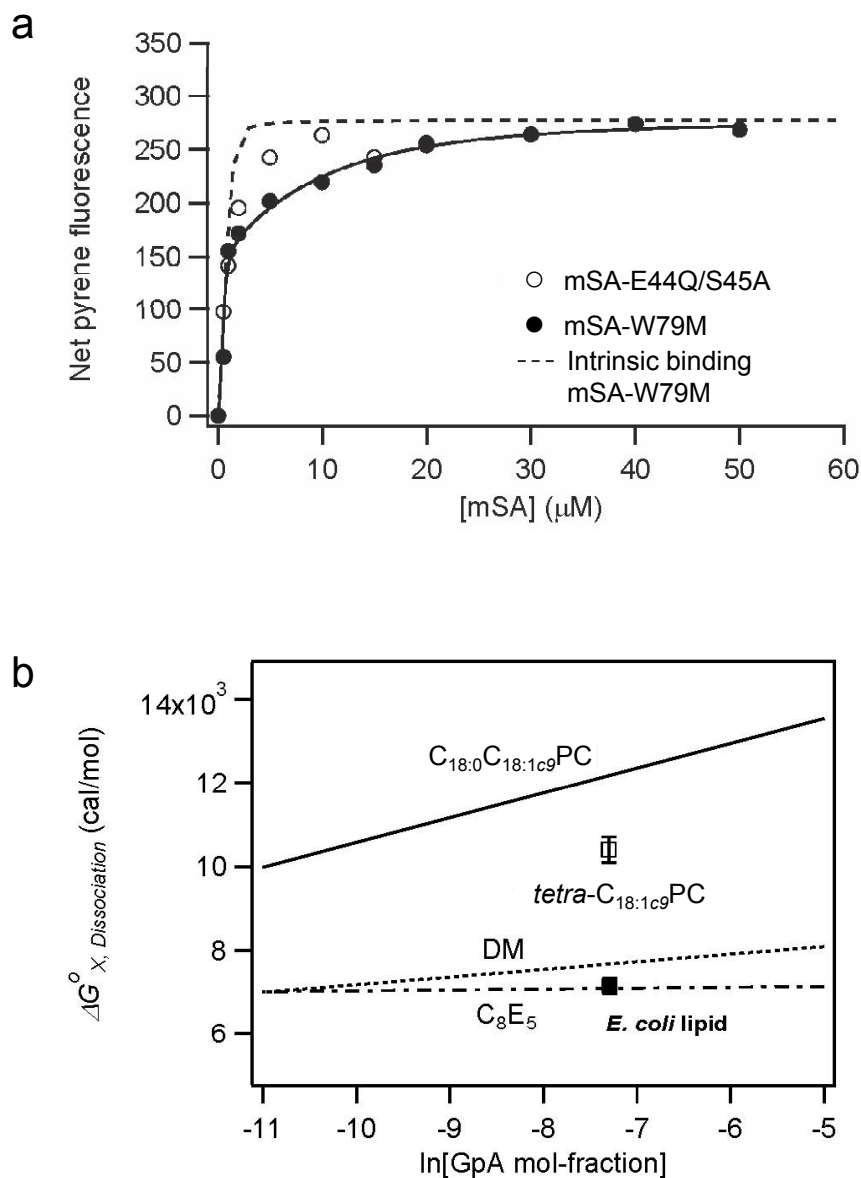 a
350
300
250
200
150
100
50
0
Net pyrene fluorescence
mSA-E44Q/S45A
mSA-W79M
Intrinsic binding
mSA-W79M
0 10 20 30 40 50 60
[mSA] (μM)
b
14x10³
12
10
8
6
ΔG°X, Dissociation (cal/mol)
C18:0C18:1c9PC
tetra-C18:1c9PC
DM
C8E5
E. coli lipid
-11 -10 -9 -8 -7 -6 -5
ln[GpA mol-fraction]